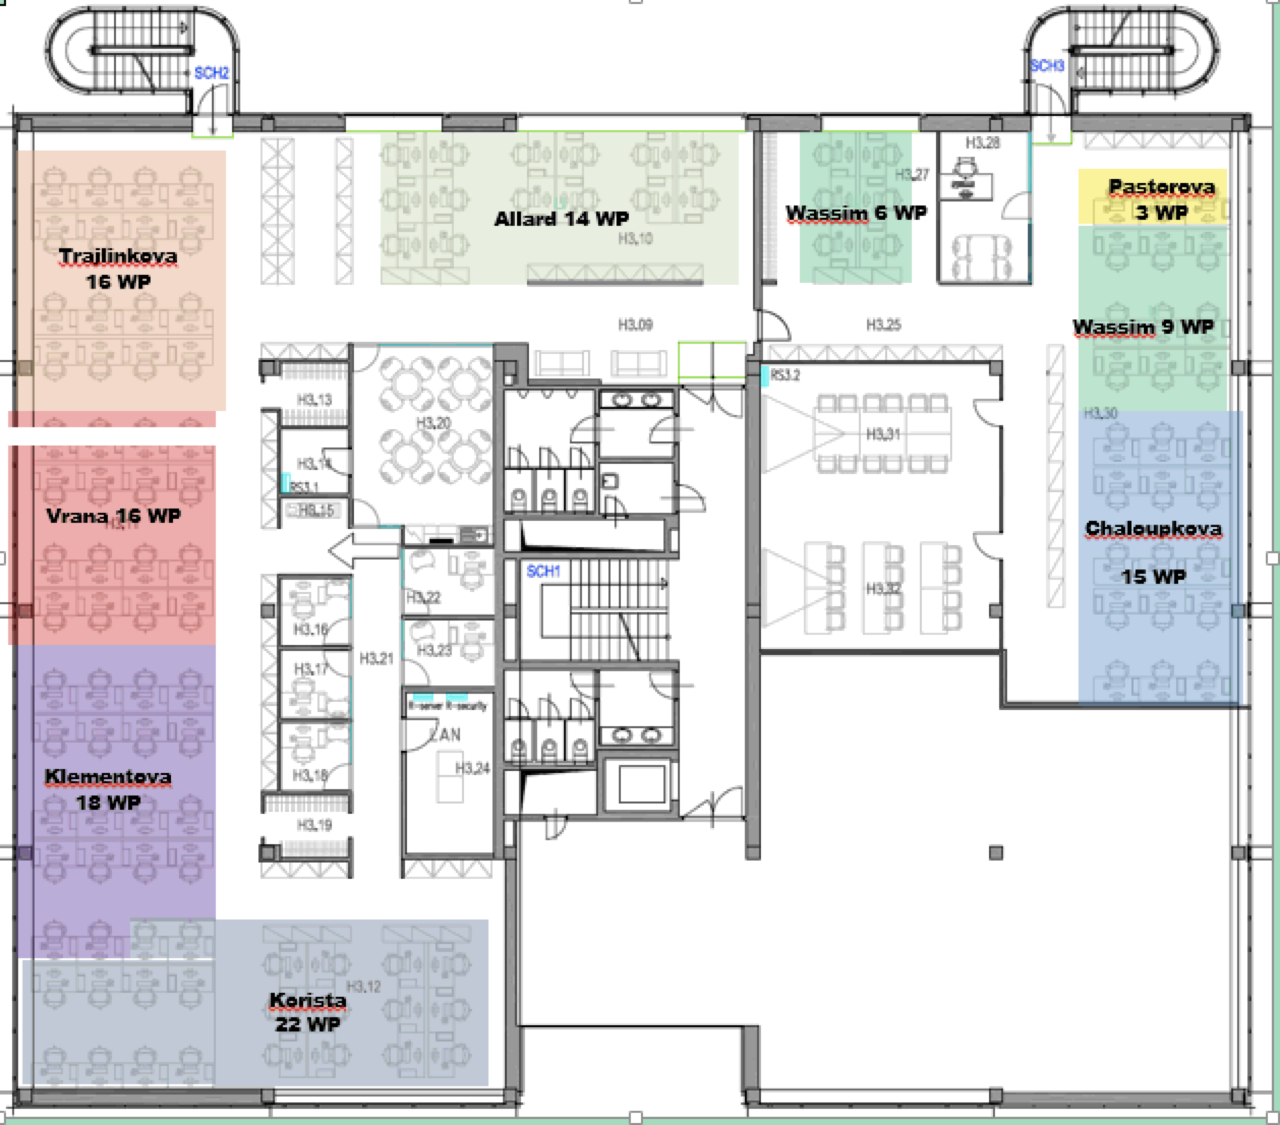 SCH2
SCH3
H3.28
H3.27
Pastorova
3 WP
Wassim 6 WP
Allard 14 WP
H3.10
Trailinkova
16 WP
H3.09
H3.25
Wassim 9 WP
RS3.2
H3.13
H3.20
H3.31
H3.30
H3.14
RS3.1
H3.15
Vrana 16 WP
Chaloupkova
15 WP
SCH1
H3.22
H3.32
H3.16
H3.23
H3.21
H3.17
R-server R-security
LAN
H3.24
H3.18
Klementova
18 WP
H3.19
H3.12
Korista
22 WP